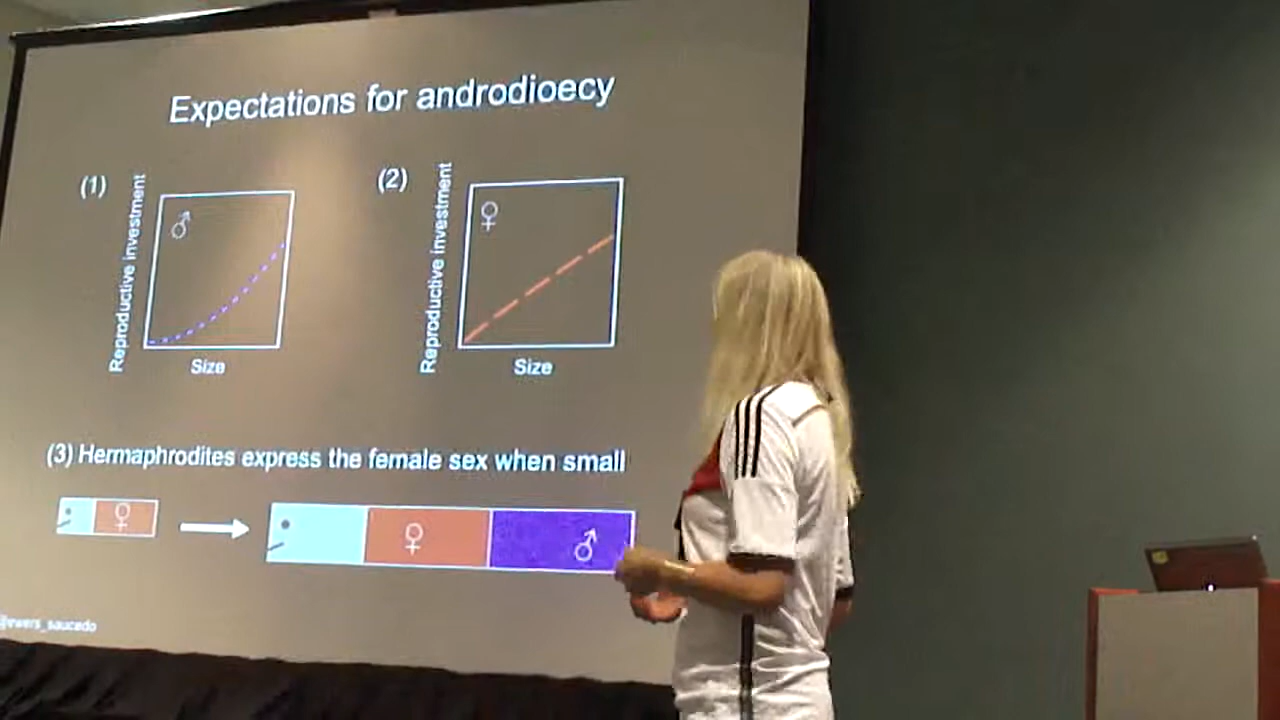 Expectations for androdioecy
(1)
Reproductive investment
♂
Size
(2)
Reproductive investment
♀
Size
(3) Hermaphrodites express the female sex when small
♀
♀
♂
@ewers_saucedo